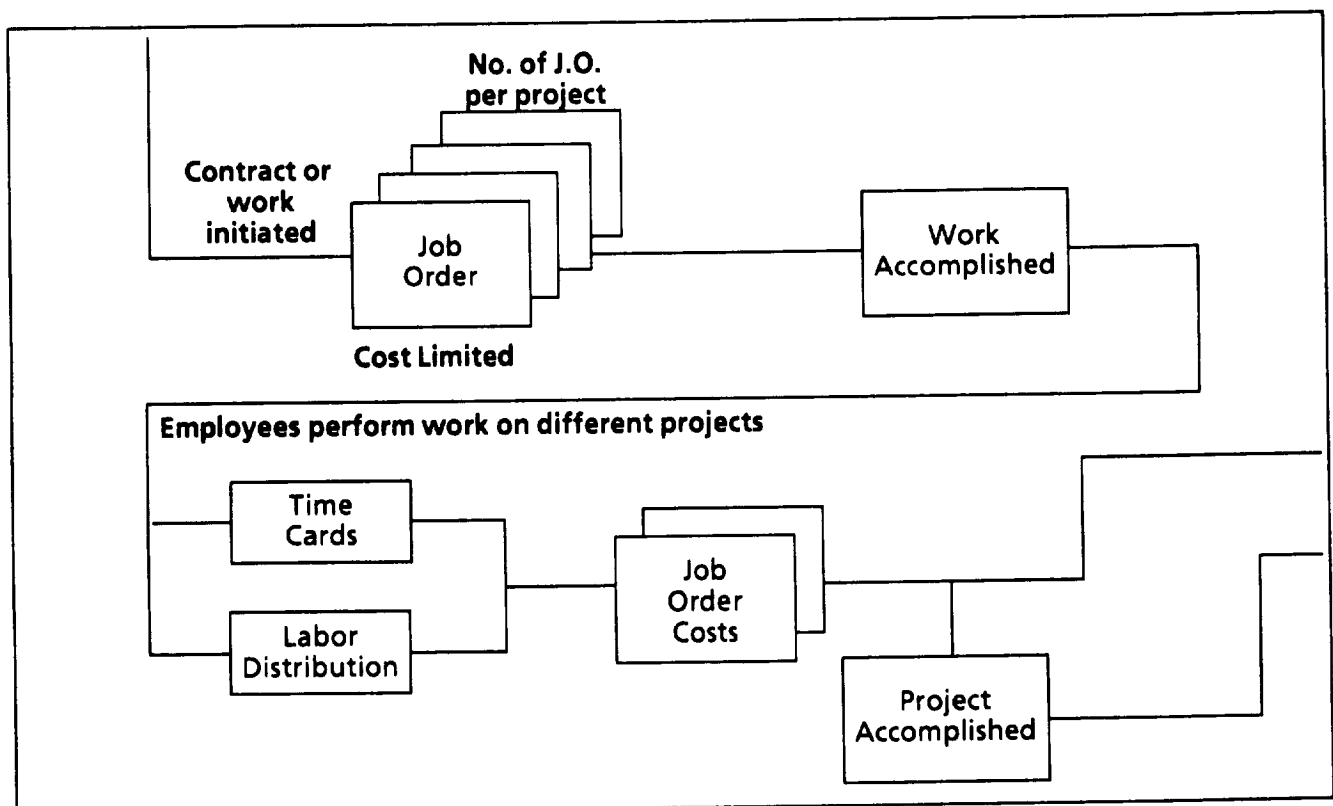 No. of J.O.
per project
Contract or
work
initiated
Job
Order
Work
Accomplished
Cost Limited
Employees perform work on different projects
Time
Cards
Labor
Distribution
Job
Order
Costs
Project
Accomplished